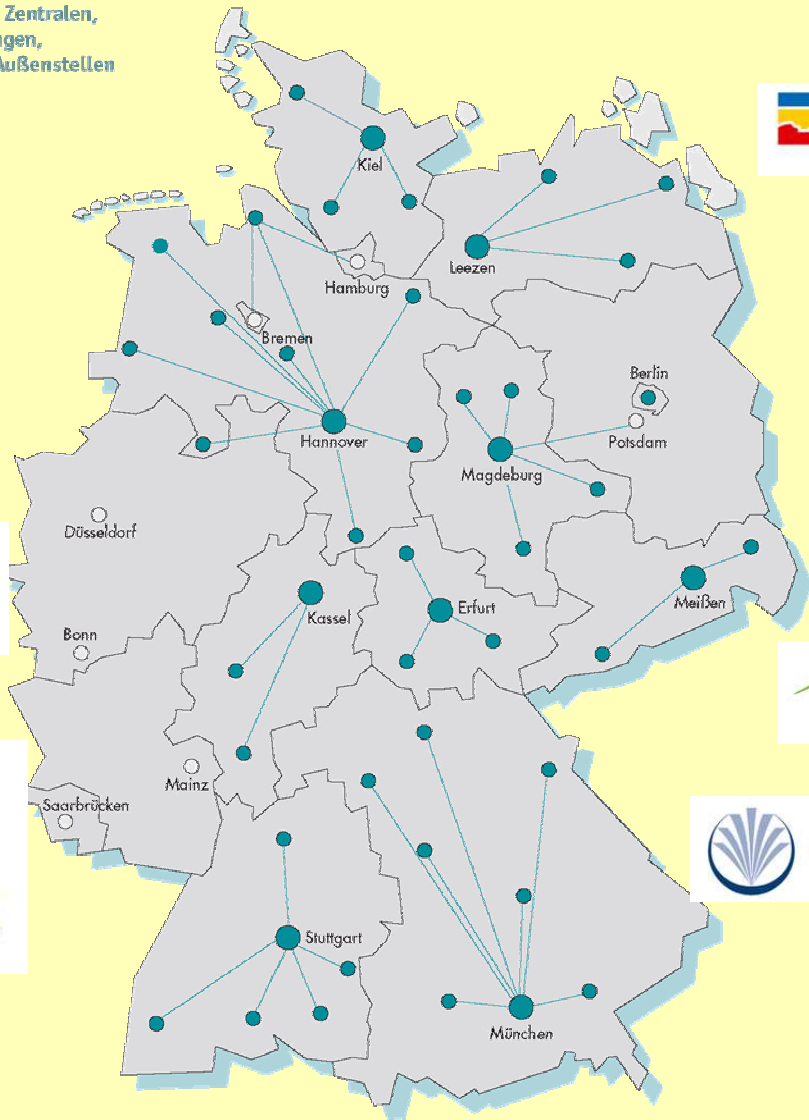 Zentralen,
ngen,
Außenstellen
Kiel
Leezen
Hamburg
Bremen
Berlin
Hannover
Potsdam
Magdeburg
Düsseldorf
Meißen
Erfurt
Kassel
Bonn
Mainz
Saarbrücken
Stuttgart
München